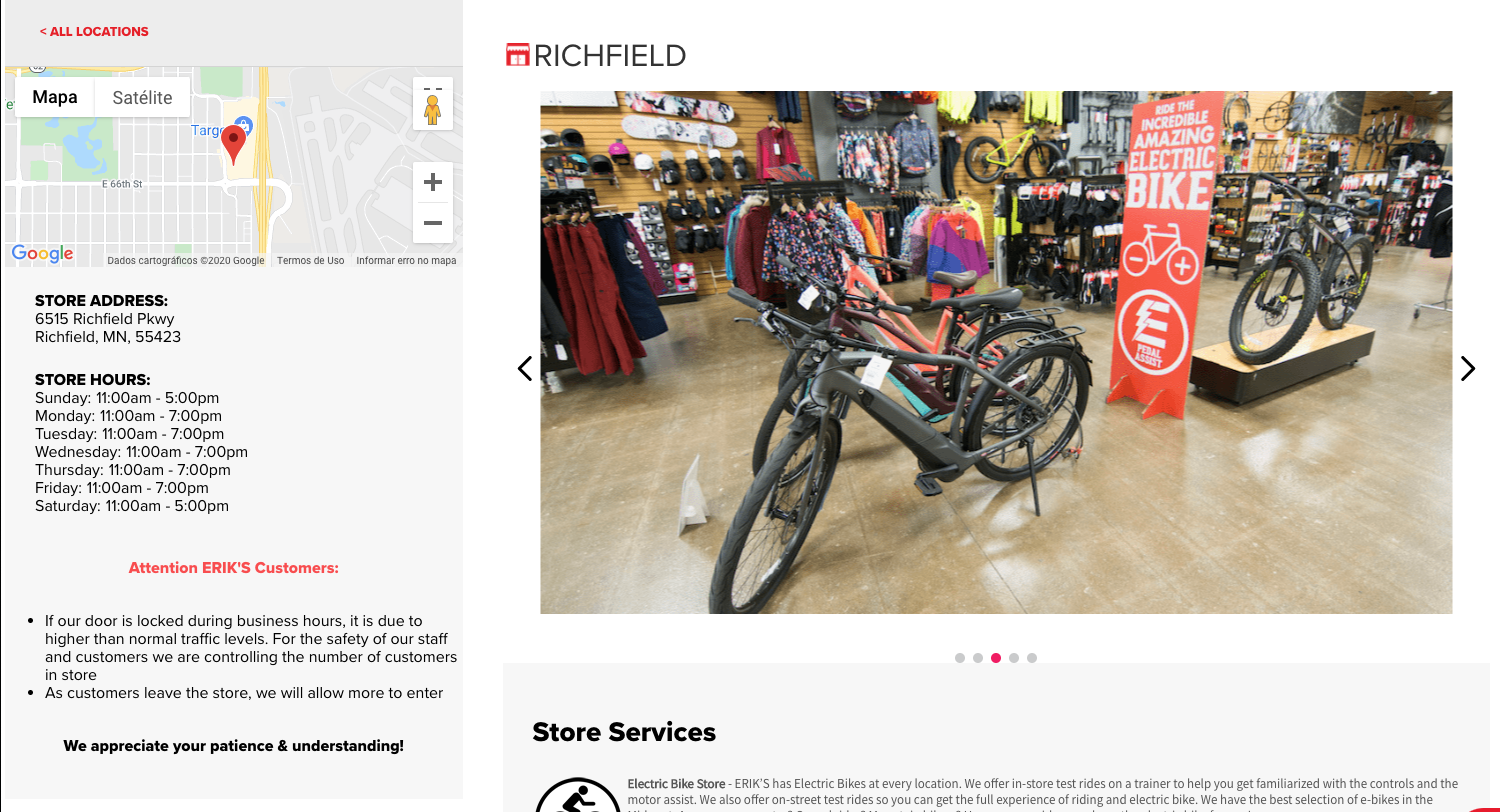 < ALL LOCATIONS
Mapa
Satélite
Targe
E 66th St
Google
Dados cartográficos ©2020 Google
Termos de Uso
Informar erro no mapa
STORE ADDRESS:
6515 Richfield Pkwy
Richfield, MN, 55423
STORE HOURS:
Sunday: 11:00am - 5:00pm
Monday: 11:00am - 7:00pm
Tuesday: 11:00am - 7:00pm
Wednesday: 11:00am - 7:00pm
Thursday: 11:00am - 7:00pm
Friday: 11:00am - 7:00pm
Saturday: 11:00am - 5:00pm
Attention ERIK'S Customers:
• If our door is locked during business hours, it is due to
higher than normal traffic levels. For the safety of our staff
and customers we are controlling the number of customers
in store
• As customers leave the store, we will allow more to enter
We appreciate your patience & understanding!
RICHFIELD
RIDE THE
INCREDIBLE
AMAZING
ELECTRIC
BIKE
E
PEDAL
ASSIST
Store Services
Electric Bike Store - ERIK'S has Electric Bikes at every location. We offer in-store test rides on a trainer to help you get familiarized with the controls and the
motor assist. We also offer on-street test rides so you can get the full experience of riding and electric bike. We have the best selection of e-bikes in the